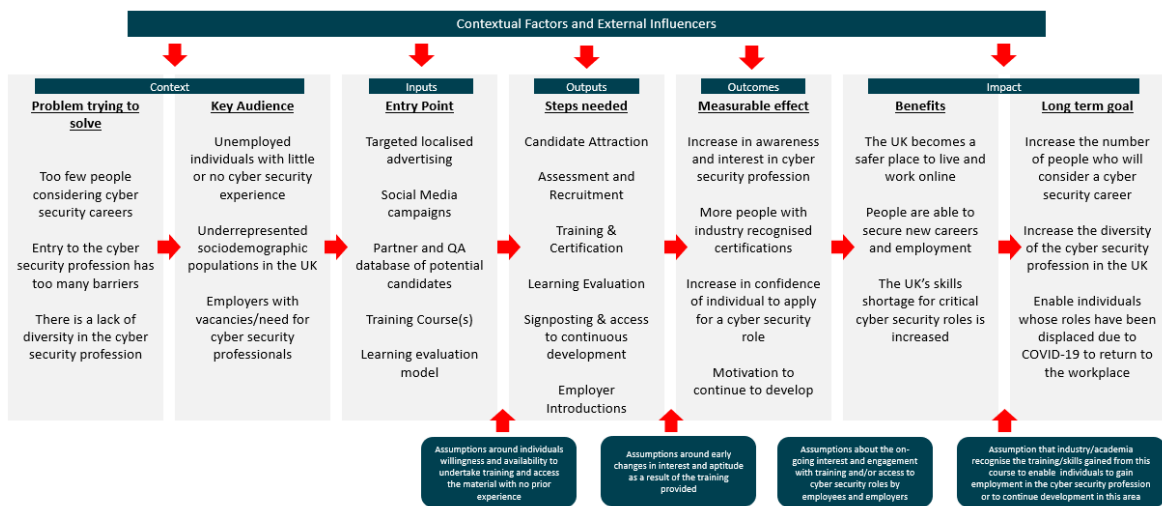 Contextual Factors and External Influencers
Context
Problem trying to
solve
Too few people
considering cyber
security careers
Entry to the cyber
security profession has
too many barriers
There is a lack of
diversity in the cyber
security profession
Key Audience
Unemployed
individuals with little
or no cyber security
experience
Underrepresented
sociodemographic
populations in the UK
Employers with
vacancies/need for
cyber security
professionals
Inputs
Entry Point
Targeted localised
advertising
Social Media
campaigns
Partner and QA
database of potential
candidates
Training Course(s)
Learning evaluation
model
Outputs
Steps needed
Candidate Attraction
Assessment and
Recruitment
Training &
Certification
Learning Evaluation
Signposting & access
to continuous
development
Employer
Introductions
Outcomes
Measurable effect
Increase in awareness
and interest in cyber
security profession
More people with
industry recognised
certifications
Increase in confidence
of individual to apply
for a cyber security
role
Motivation to
continue to develop
Impact
Benefits
The UK becomes a
safer place to live and
work online
People are able to
secure new careers
and employment
The UK's skills
shortage for critical
cyber security roles is
increased
Long term goal
Increase the number
of people who will
consider a cyber
security career
Increase the diversity
of the cyber security
profession in the UK
Enable individuals
whose roles have been
displaced due to
COVID-19 to return to
the workplace
Assumptions around individuals
willingness and availability to
undertake training and access
the material with no prior
experience
Assumptions around early
changes in interest and aptitude
as a result of the training
provided
Assumptions about the on-
going interest and engagement
with training and/or access to
cyber security roles by
employees and employers
Assumption that industry/academia
recognise the training/skills gained from this
course to enable individuals to gain
employment in the cyber security profession
or to continue development in this area